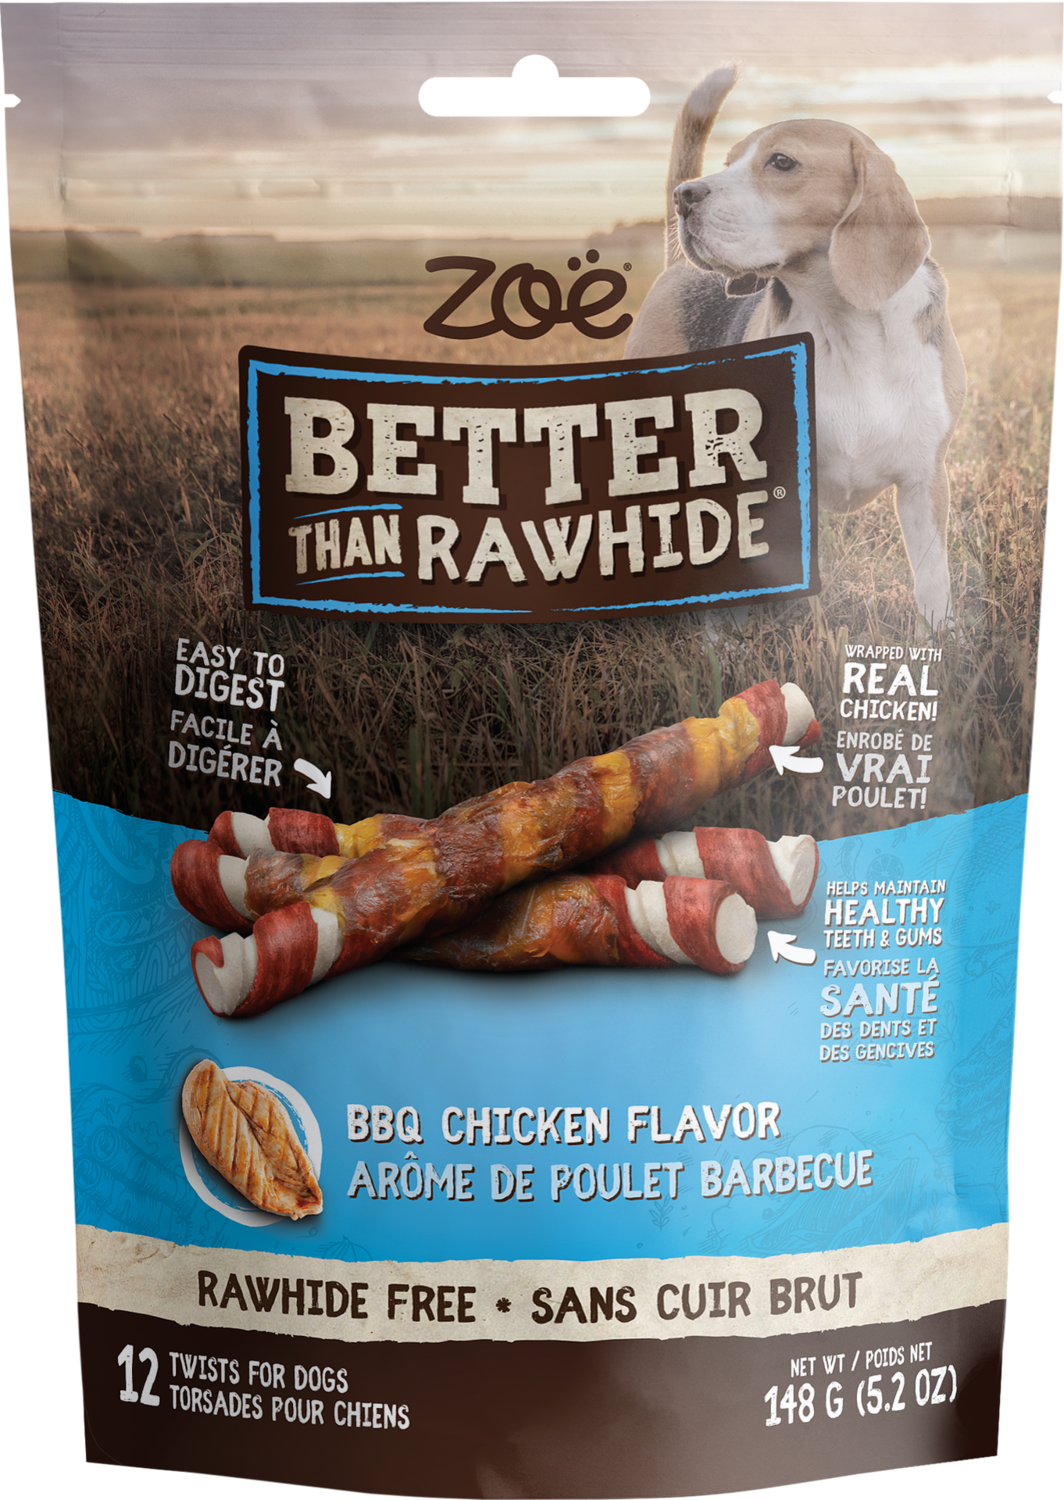 zoë®
BETTER
THAN RAWHIDE®
EASY TO
DIGEST
FACILE À
DIGÉRER
WRAPPED WITH
REAL
CHICKEN!
ENROBÉ DE
VRAI
POULET!
HELPS MAINTAIN
HEALTHY
TEETH & GUMS
FAVORISE LA
SANTÉ
DES DENTS ET
DES GENCIVES
BBQ CHICKEN FLAVOR
ARÔME DE POULET BARBECUE
RAWHIDE FREE * SANS CUIR BRUT
12 TWISTS FOR DOGS
TORSADES POUR CHIENS
NET WT / POIDS NET
148 G (5.2 OZ)